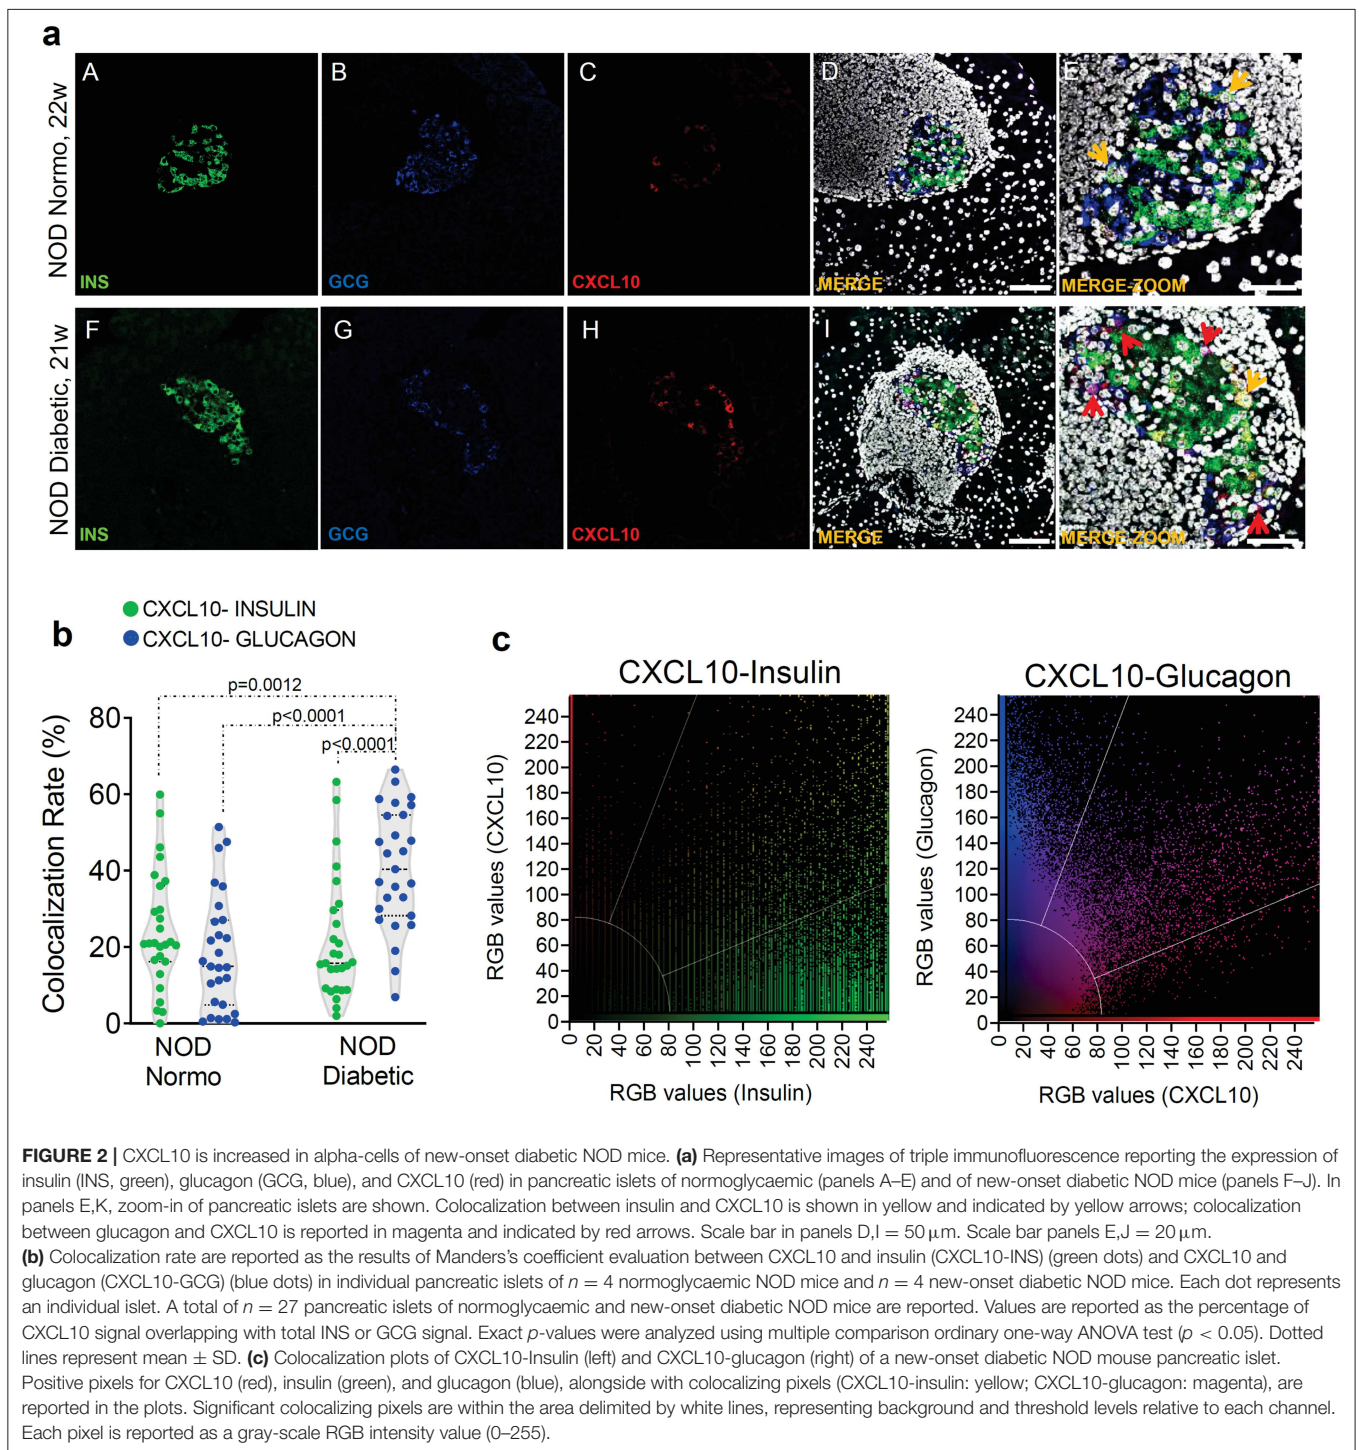 a
NOD Normo, 22w
A
B
C
D
E
INS
GCG
CXCL10
MERGE
MERGE-ZOOM
NOD Diabetic, 21w
F
G
H
I
INS
GCG
CXCL10
MERGE
MERGE-ZOOM
b
CXCL10- INSULIN
CXCL10- GLUCAGON
p=0.0012
p<0.0001
p<0.0001
Colocalization Rate (%)
80
60
40
20
0
NOD Normo
NOD Diabetic
c
CXCL10-Insulin
RGB values (CXCL10)
240
220
200
180
160
140
120
100
80
60
40
20
0
0 20 40 60 80 100 120 140 160 180 200 220 240
RGB values (Insulin)
CXCL10-Glucagon
RGB values (Glucagon)
240
220
200
180
160
140
120
100
80
60
40
20
0
0 20 40 60 80 100 120 140 160 180 200 220 240
RGB values (CXCL10)
FIGURE 2 | CXCL10 is increased in alpha-cells of new-onset diabetic NOD mice. (a) Representative images of triple immunofluorescence reporting the expression of
insulin (INS, green), glucagon (GCG, blue), and CXCL10 (red) in pancreatic islets of normoglycaemic (panels A–E) and of new-onset diabetic NOD mice (panels F–J). In
panels E,K, zoom-in of pancreatic islets are shown. Colocalization between insulin and CXCL10 is shown in yellow and indicated by yellow arrows; colocalization
between glucagon and CXCL10 is reported in magenta and indicated by red arrows. Scale bar in panels D,I = 50 μm. Scale bar panels E,J = 20 μm.
(b) Colocalization rate are reported as the results of Manders's coefficient evaluation between CXCL10 and insulin (CXCL10-INS) (green dots) and CXCL10 and
glucagon (CXCL10-GCG) (blue dots) in individual pancreatic islets of n = 4 normoglycaemic NOD mice and n = 4 new-onset diabetic NOD mice. Each dot represents
an individual islet. A total of n = 27 pancreatic islets of normoglycaemic and new-onset diabetic NOD mice are reported. Values are reported as the percentage of
CXCL10 signal overlapping with total INS or GCG signal. Exact p-values were analyzed using multiple comparison ordinary one-way ANOVA test (p < 0.05). Dotted
lines represent mean ± SD. (c) Colocalization plots of CXCL10-Insulin (left) and CXCL10-glucagon (right) of a new-onset diabetic NOD mouse pancreatic islet.
Positive pixels for CXCL10 (red), insulin (green), and glucagon (blue), alongside with colocalizing pixels (CXCL10-insulin: yellow; CXCL10-glucagon: magenta), are
reported in the plots. Significant colocalizing pixels are within the area delimited by white lines, representing background and threshold levels relative to each channel.
Each pixel is reported as a gray-scale RGB intensity value (0–255).